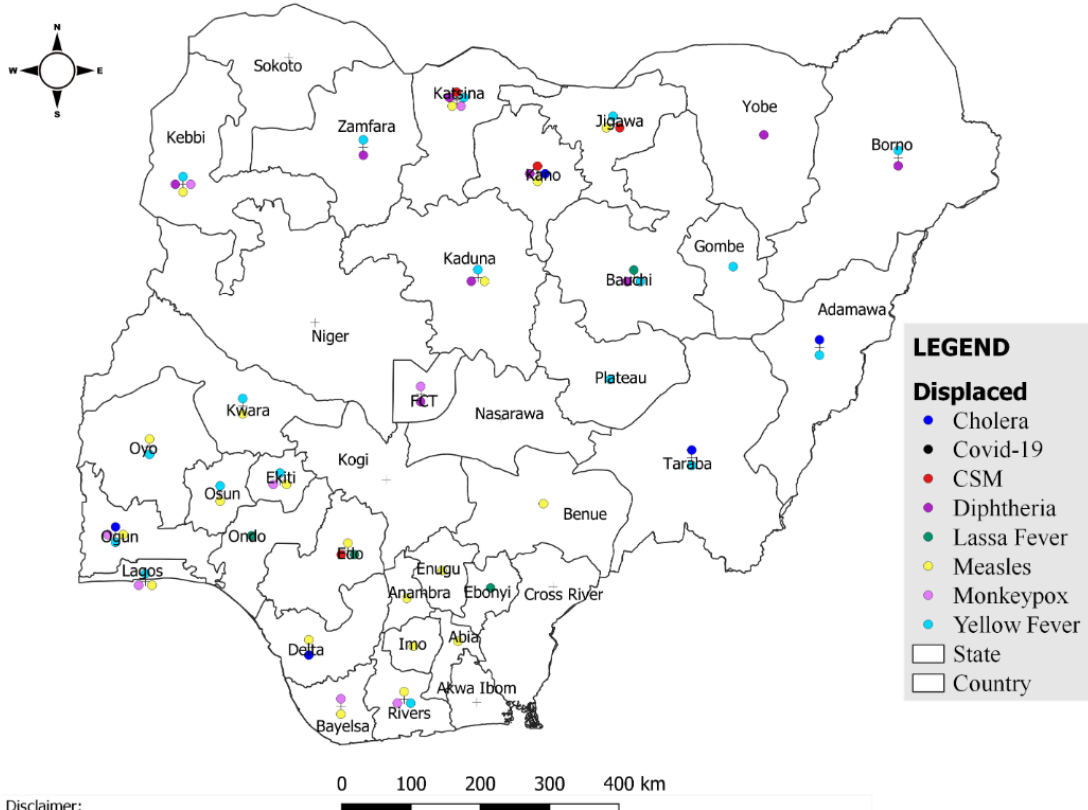 N
W E
S
Sokoto
Katsina
Zamfara
Kebbi
Jigawa
Yobe
Borno
Kano
Kaduna
Bauchi
Gombe
Adamawa
Niger
Plateau
FCT
Nasarawa
Kwara
Oyo
Kogi
Taraba
Ekiti
Osun
Benue
Ogun
Ondo
Edo
Lagos
Enugu
Anambra
Ebonyi
Cross River
Delta
Imo
Abia
Akwa Ibom
Bayelsa
Rivers
LEGEND
Displaced
Cholera
Covid-19
CSM
Diphtheria
Lassa Fever
Measles
Monkeypox
Yellow Fever
State
Country
0 100 200 300 400 km
Disclaimer: